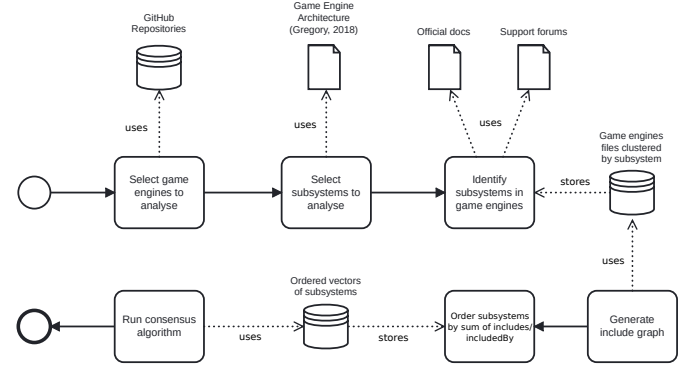 GitHub
Repositories
Game Engine
Architecture
(Gregory, 2018)
Official docs
Support forums
uses
uses
uses
Game engines
files clustered
by subsystem
Select game
engines to
analyse
Select
subsystems to
analyse
Identify
subsystems in
game engines
stores
uses
Ordered vectors
of subsystems
Run consensus
algorithm
uses
stores
Order subsystems
by sum of includes/
includedBy
Generate
include graph